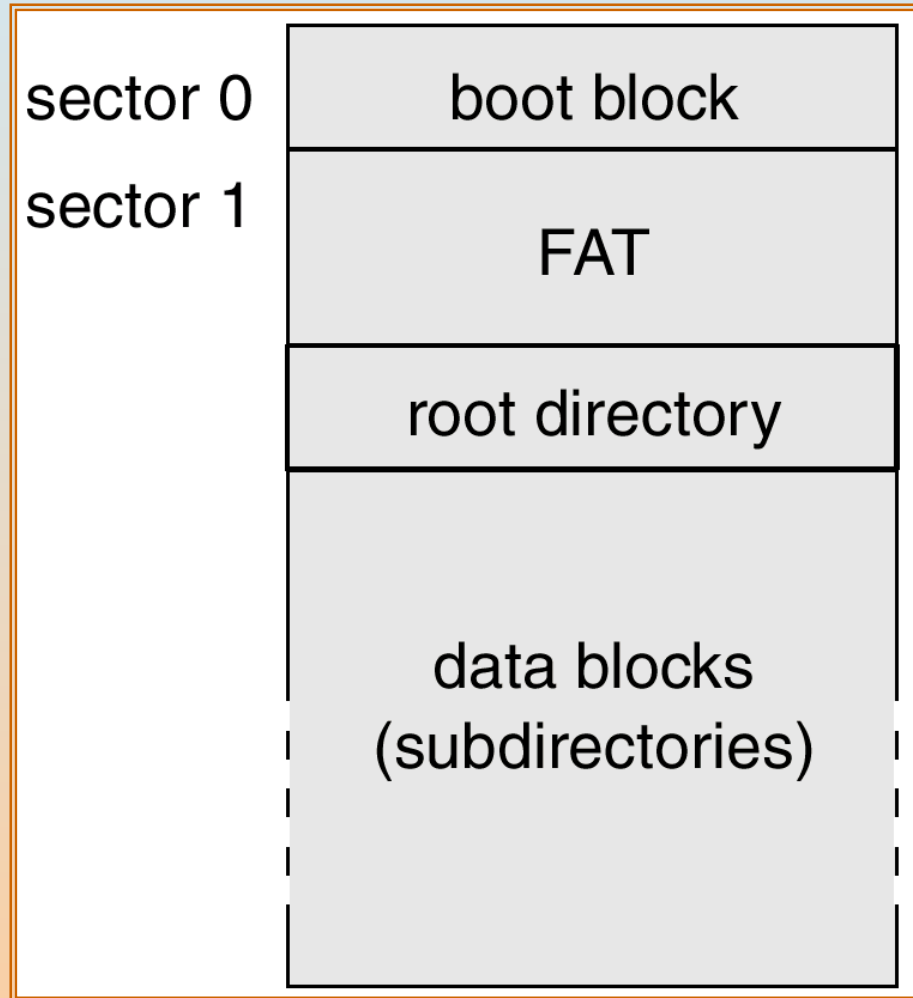 sector 0
boot block
sector 1
FAT
root directory
data blocks
(subdirectories)